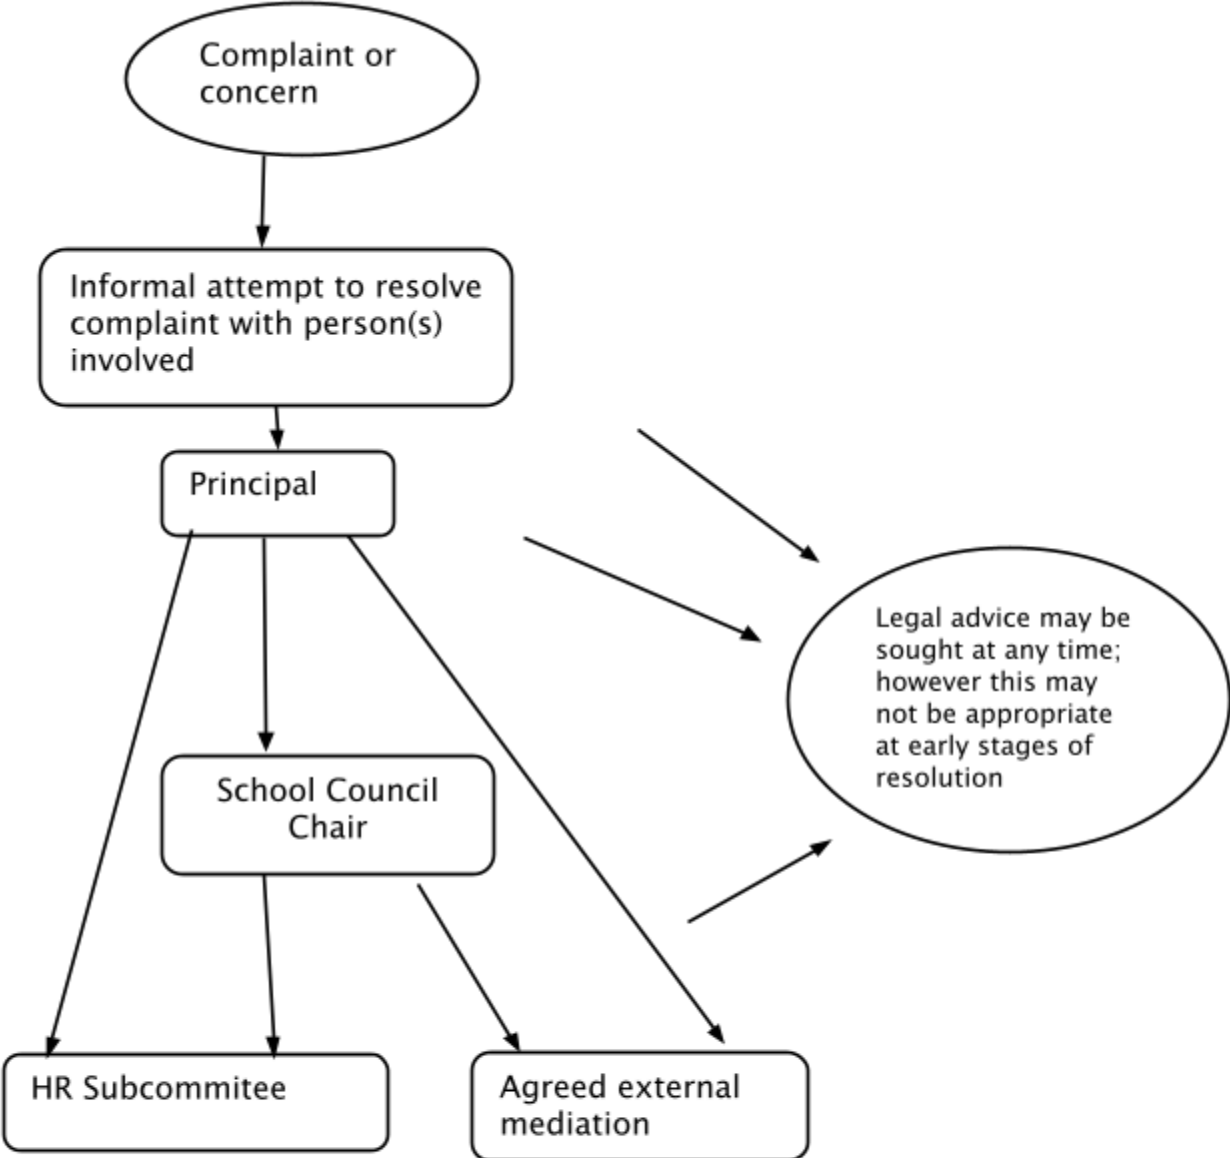 Complaint or
concern
Informal attempt to resolve
complaint with person(s)
involved
Principal
Legal advice may be
sought at any time;
however this may
not be appropriate
at early stages of
resolution
School Council
Chair
HR Subcommitee
Agreed external
mediation